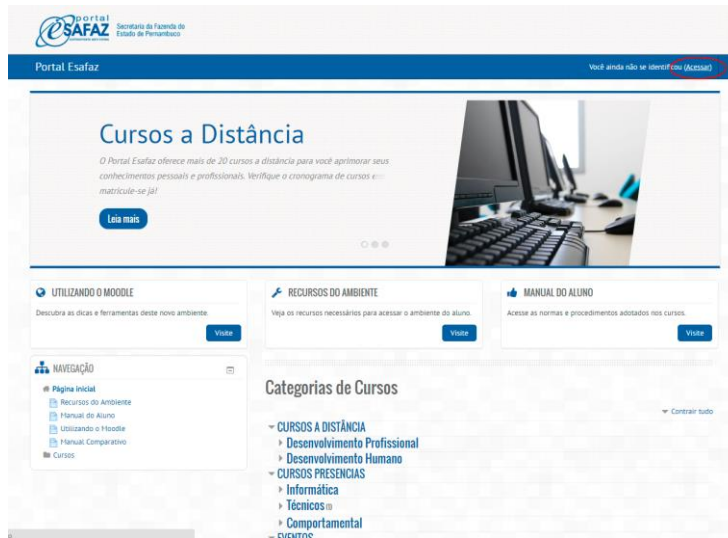 portal
eSAFAZ
Secretaria da Fazenda do
Estado de Pernambuco
Portal Esafaz
Você ainda não se identificou (Acessar)
Cursos a Distância
O Portal Esafaz oferece mais de 20 cursos a distância para você aprimorar seus
conhecimentos pessoais e profissionais. Verifique o cronograma de cursos e
matricule-se já!
Leia mais
UTILIZANDO O MOODLE
Descubra as dicas e ferramentas deste novo ambiente.
Visite
RECURSOS DO AMBIENTE
Veja os recursos necessários para acessar o ambiente do aluno.
Visite
MANUAL DO ALUNO
Acesse as normas e procedimentos adotados nos cursos.
Visite
NAVEGAÇÃO
Página inicial
Recursos do Ambiente
Manual do Aluno
Utilizando o Moodle
Manual Comparativo
Cursos
Categorias de Cursos
Contrair tudo
CURSOS A DISTÂNCIA
Desenvolvimento Profissional
Desenvolvimento Humano
CURSOS PRESENCIAS
Informática
Técnicos
Comportamental
EVENTOS